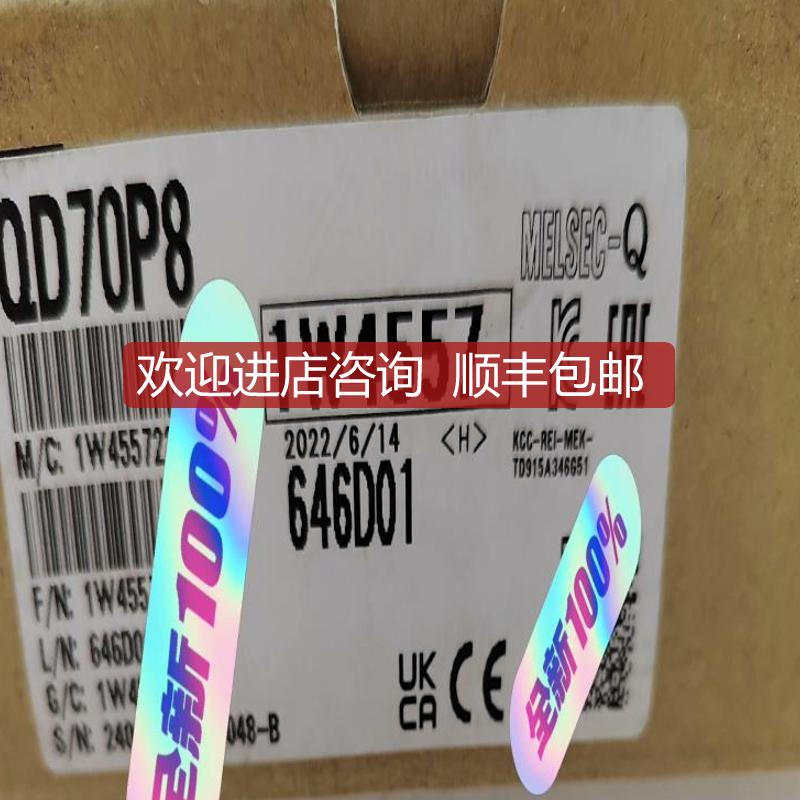 QD70P8
MELSEC-Q
1W4557
欢迎进店咨询 顺丰包邮
M/C: 1W45572
2022/6/14 <H>
KCC-REI-MEK-
TD915A346G51
646D01
F/N: 1W455
L/N: 646D0
G/C: 1W4
S/N: 240
048-B
UK
CA
CE
全新100%
全新100%